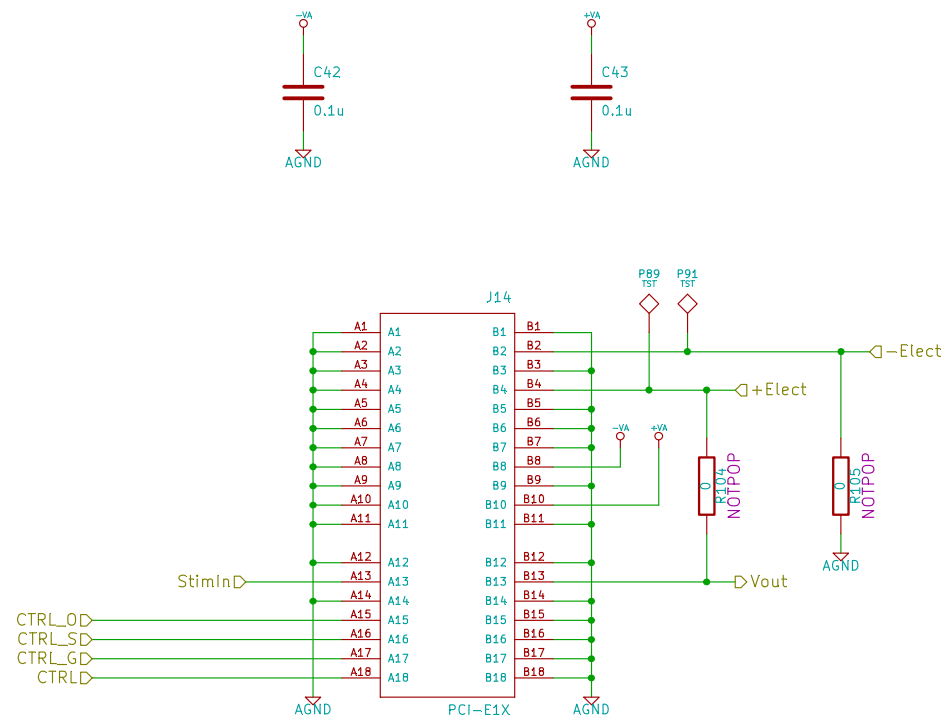 -VA
+VA
C42
C43
0.1u
0.1u
AGND
AGND
P89
P91
TST
TST
J14
A1 A1 B1 B1
A2 A2 B2 B2 -Elect
A3 A3 B3 B3
A4 A4 B4 B4 +Elect
A5 A5 B5 B5
A6 A6 B6 B6 -VA +VA
A7 A7 B7 B7
A8 A8 B8 B8
A9 A9 B9 B9
0 R104 NOTPOP
0 R105 NOTPOP
A10 A10 B10 B10
A11 A11 B11 B11
A12 A12 B12 B12
AGND
StimIn A13 A13 B13 B13 Vout
A14 A14 B14 B14
CTRL_O A15 A15 B15 B15
CTRL_S A16 A16 B16 B16
CTRL_G A17 A17 B17 B17
CTRL A18 A18 B18 B18
AGND
PCI-E1X
AGND